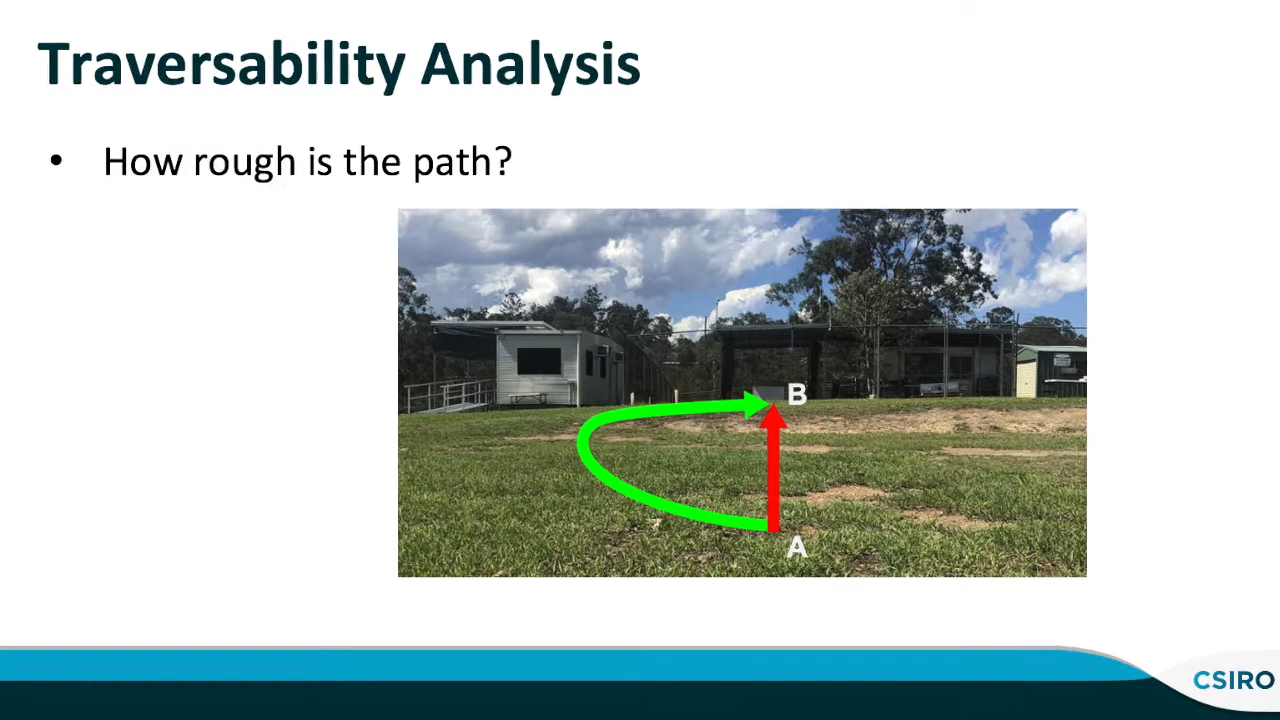 Traversability Analysis
• How rough is the path?
B
A
CSIRO